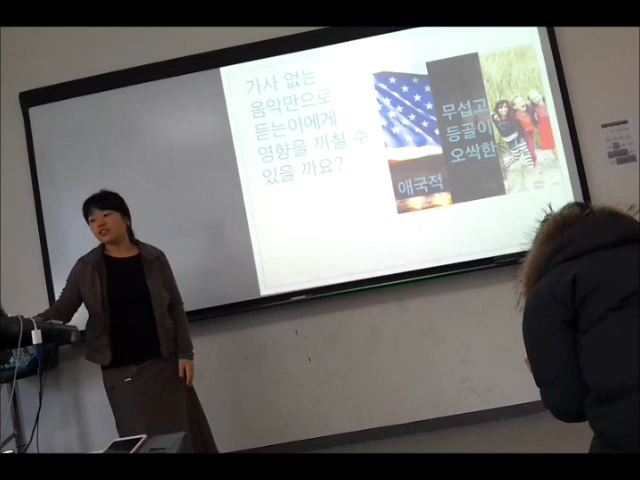 가사 없는
음악만으로
듣는이에게
영향을 끼칠 수
있을 까요?
애국적
무섭고
등골이
오싹한